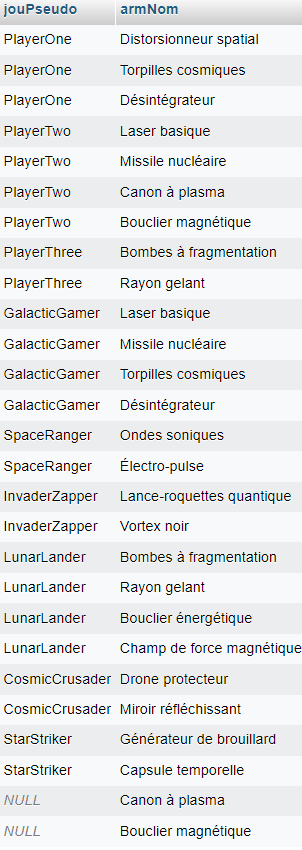 jouPseudo armNom
PlayerOne Distorsionneur spatial
PlayerOne Torpilles cosmiques
PlayerOne Désintégrateur
PlayerTwo Laser basique
PlayerTwo Missile nucléaire
PlayerTwo Canon à plasma
PlayerTwo Bouclier magnétique
PlayerThree Bombes à fragmentation
PlayerThree Rayon gelant
GalacticGamer Laser basique
GalacticGamer Missile nucléaire
GalacticGamer Torpilles cosmiques
GalacticGamer Désintégrateur
SpaceRanger Ondes soniques
SpaceRanger Électro-pulse
InvaderZapper Lance-roquettes quantique
InvaderZapper Vortex noir
LunarLander Bombes à fragmentation
LunarLander Rayon gelant
LunarLander Bouclier énergétique
LunarLander Champ de force magnétique
CosmicCrusader Drone protecteur
CosmicCrusader Miroir réfléchissant
StarStriker Générateur de brouillard
StarStriker Capsule temporelle
NULL Canon à plasma
NULL Bouclier magnétique